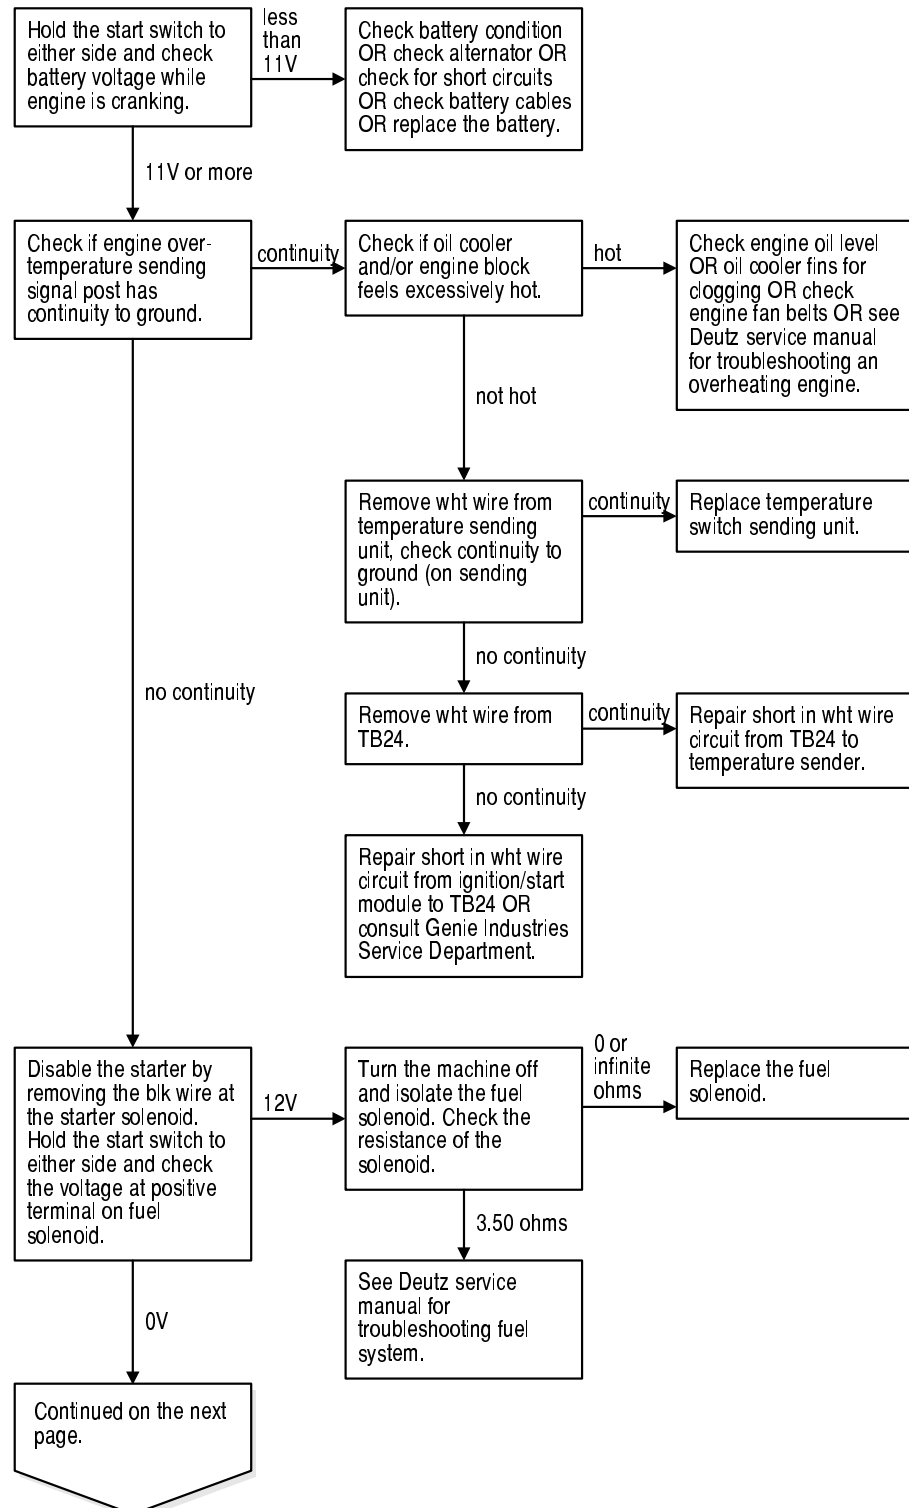 Hold the start switch to
either side and check
battery voltage while
engine is cranking.
less
than
11V
Check battery condition
OR check alternator OR
check for short circuits
OR check battery cables
OR replace the battery.
11V or more
Check if engine over-
temperature sending
signal post has
continuity to ground.
continuity
Check if oil cooler
and/or engine block
feels excessively hot.
hot
Check engine oil level
OR oil cooler fins for
clogging OR check
engine fan belts OR see
Deutz service manual
for troubleshooting an
overheating engine.
not hot
Remove wht wire from
temperature sending
unit, check continuity to
ground (on sending
unit).
continuity
Replace temperature
switch sending unit.
no continuity
no continuity
Remove wht wire from
TB24.
continuity
Repair short in wht wire
circuit from TB24 to
temperature sender.
no continuity
Repair short in wht wire
circuit from ignition/start
module to TB24 OR
consult Genie Industries
Service Department.
Disable the starter by
removing the blk wire at
the starter solenoid.
Hold the start switch to
either side and check
the voltage at positive
terminal on fuel
solenoid.
12V
Turn the machine off
and isolate the fuel
solenoid. Check the
resistance of the
solenoid.
0 or
infinite
ohms
Replace the fuel
solenoid.
3.50 ohms
See Deutz service
manual for
troubleshooting fuel
system.
0V
Continued on the next
page.